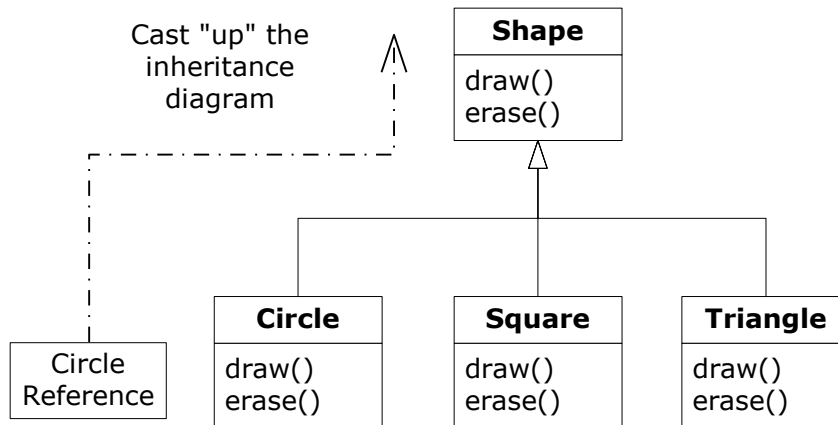 Cast "up" the
inheritance
diagram
Shape
draw()
erase()
Circle
Reference
Circle
draw()
erase()
Square
draw()
erase()
Triangle
draw()
erase()